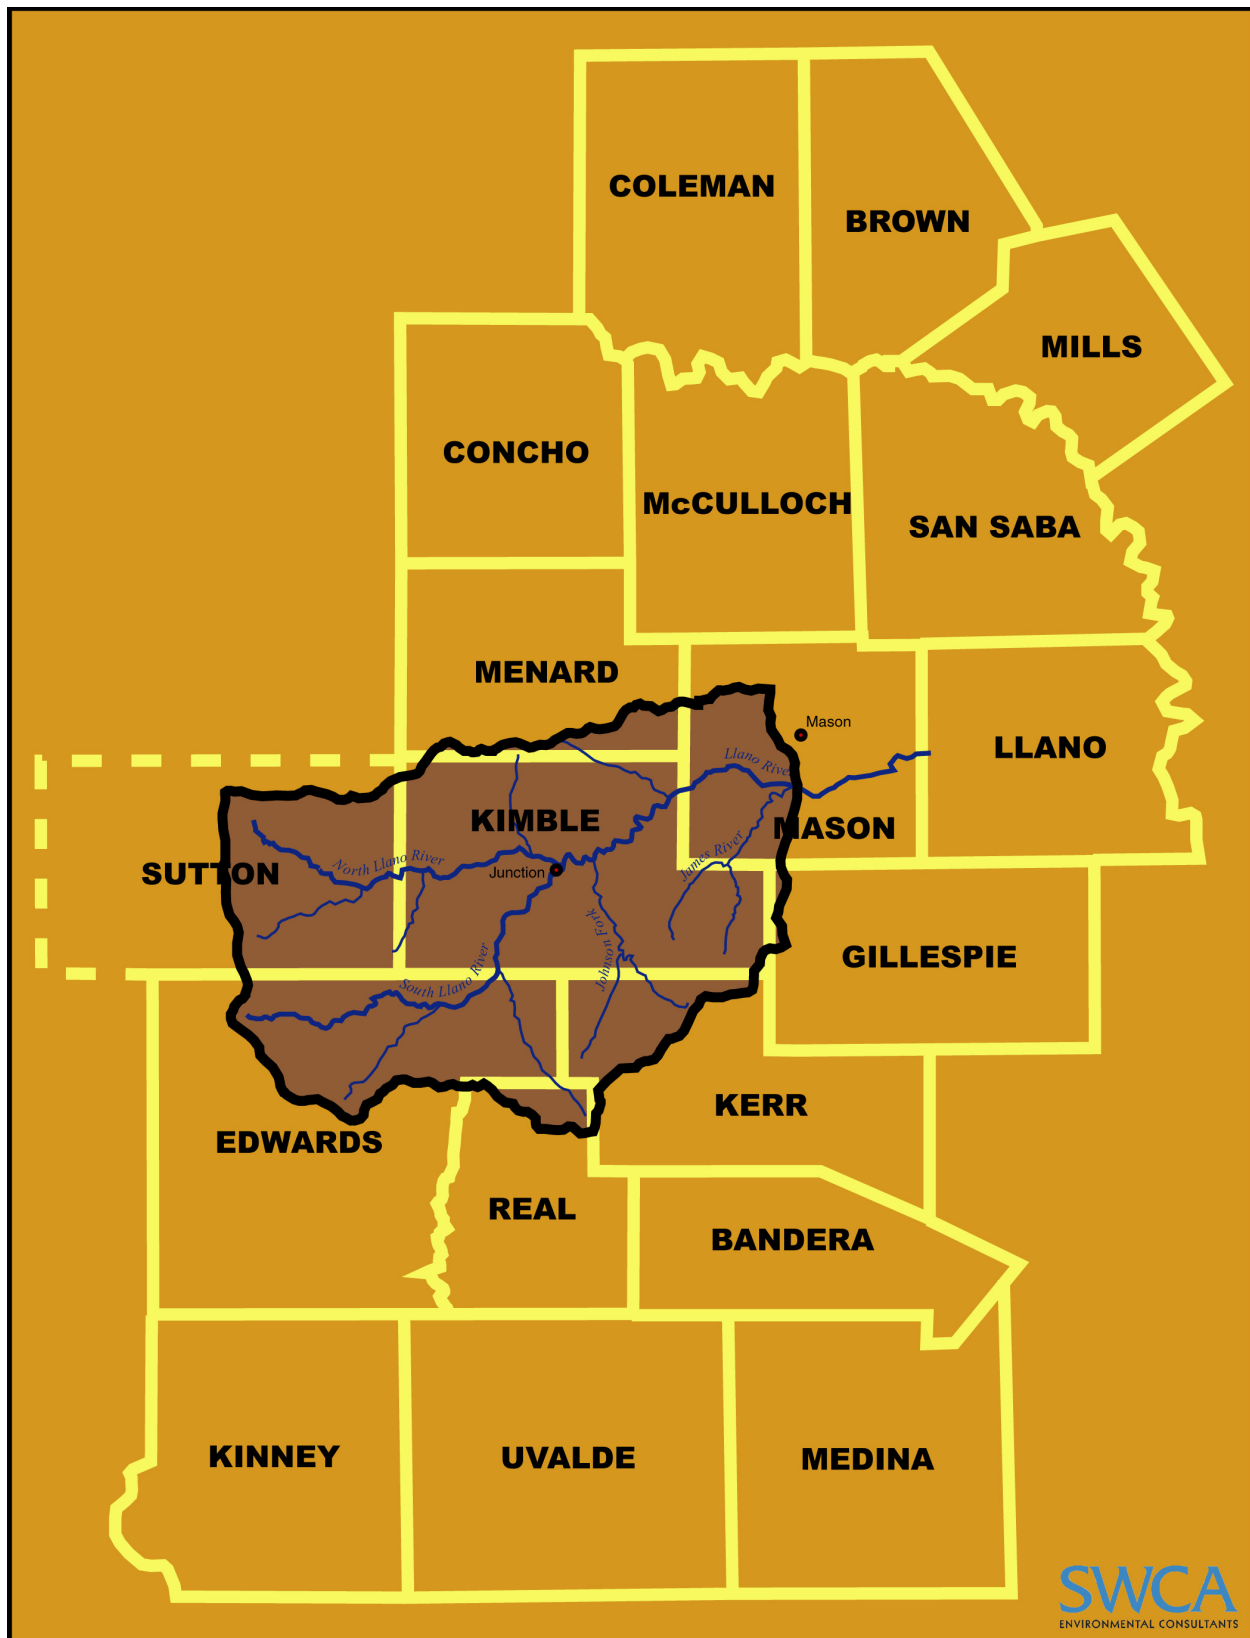 COLEMAN
BROWN
MILLS
CONCHO
McCULLOCH
SAN SABA
MENARD
Mason
LLANO
Llano River
KIMBLE
MASON
North Llano River
James River
SUTTON
Junction
Johnson Fork
GILLESPIE
South Llano River
KERR
EDWARDS
REAL
BANDERA
KINNEY
UVALDE
MEDINA
SWCA
ENVIRONMENTAL CONSULTANTS